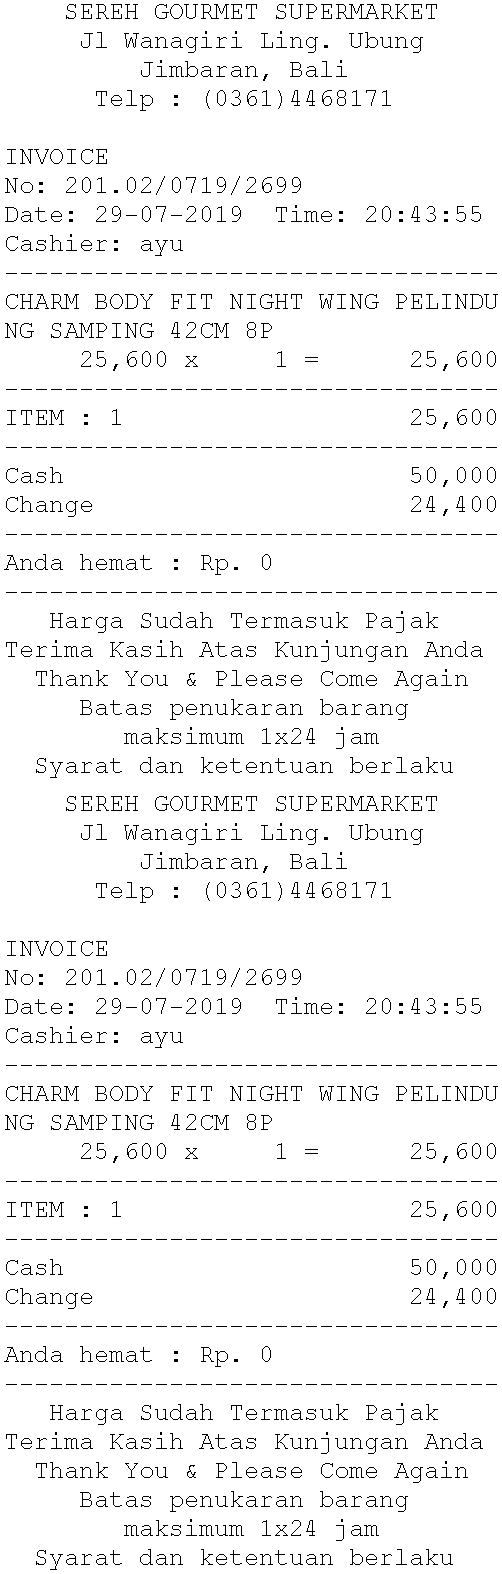 SEREH GOURMET SUPERMARKET
Jl Wanagiri Ling. Ubung
Jimbaran, Bali
Telp : (0361)4468171
INVOICE
No: 201.02/0719/2699
Date: 29-07-2019 Time: 20:43:55
Cashier: ayu
---------------------------------
CHARM BODY FIT NIGHT WING PELINDU
NG SAMPING 42CM 8P
25,600 x 1 = 25,600
---------------------------------
ITEM : 1 25,600
---------------------------------
Cash 50,000
Change 24,400
---------------------------------
Anda hemat : Rp. 0
---------------------------------
Harga Sudah Termasuk Pajak
Terima Kasih Atas Kunjungan Anda
Thank You & Please Come Again
Batas penukaran barang
maksimum 1x24 jam
Syarat dan ketentuan berlaku
SEREH GOURMET SUPERMARKET
Jl Wanagiri Ling. Ubung
Jimbaran, Bali
Telp : (0361)4468171
INVOICE
No: 201.02/0719/2699
Date: 29-07-2019 Time: 20:43:55
Cashier: ayu
---------------------------------
CHARM BODY FIT NIGHT WING PELINDU
NG SAMPING 42CM 8P
25,600 x 1 = 25,600
---------------------------------
ITEM : 1 25,600
---------------------------------
Cash 50,000
Change 24,400
---------------------------------
Anda hemat : Rp. 0
---------------------------------
Harga Sudah Termasuk Pajak
Terima Kasih Atas Kunjungan Anda
Thank You & Please Come Again
Batas penukaran barang
maksimum 1x24 jam
Syarat dan ketentuan berlaku